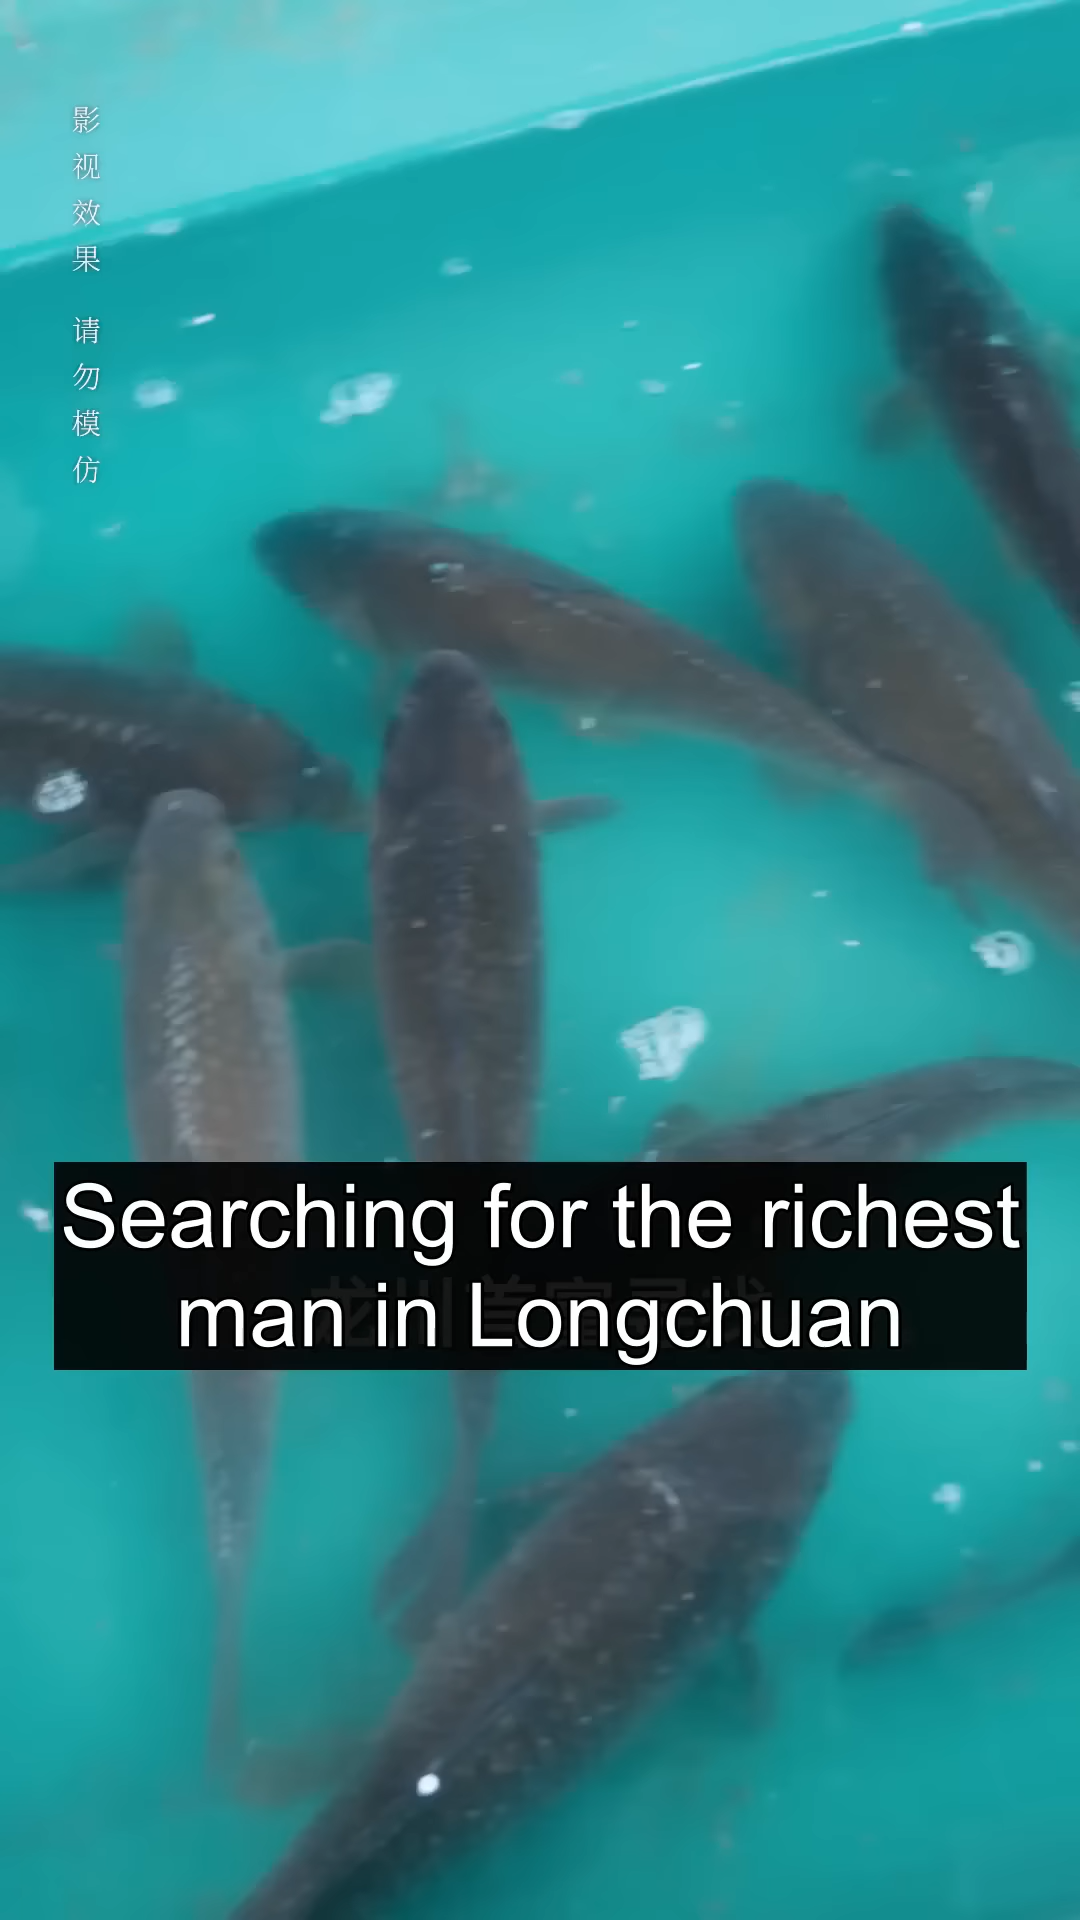 影视效果 请勿模仿
Searching for the richest
man in Longchuan